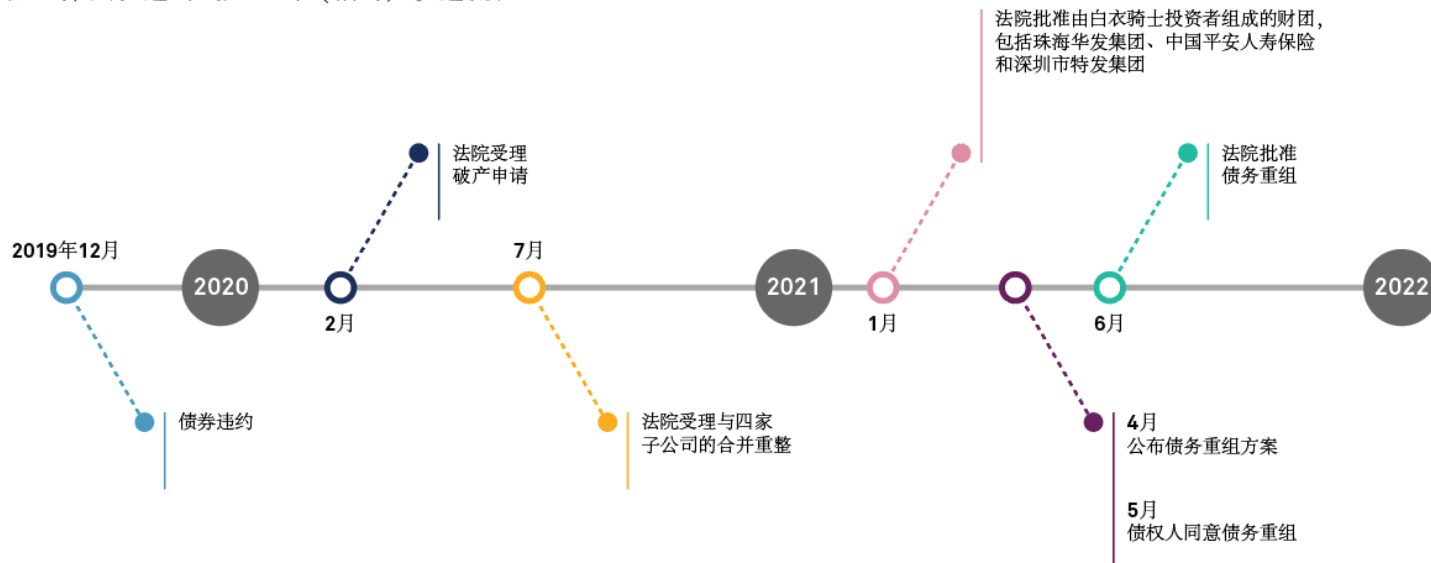 法院批准由白衣骑士投资者组成的财团，
包括珠海华发集团、中国平安人寿保险
和深圳市特发集团
法院受理
破产申请
法院批准
债务重组
2019年12月
7月
2020
2021
2022
2月
1月
6月
债券违约
法院受理与四家
子公司的合并重整
4月
公布债务重组方案
5月
债权人同意债务重组